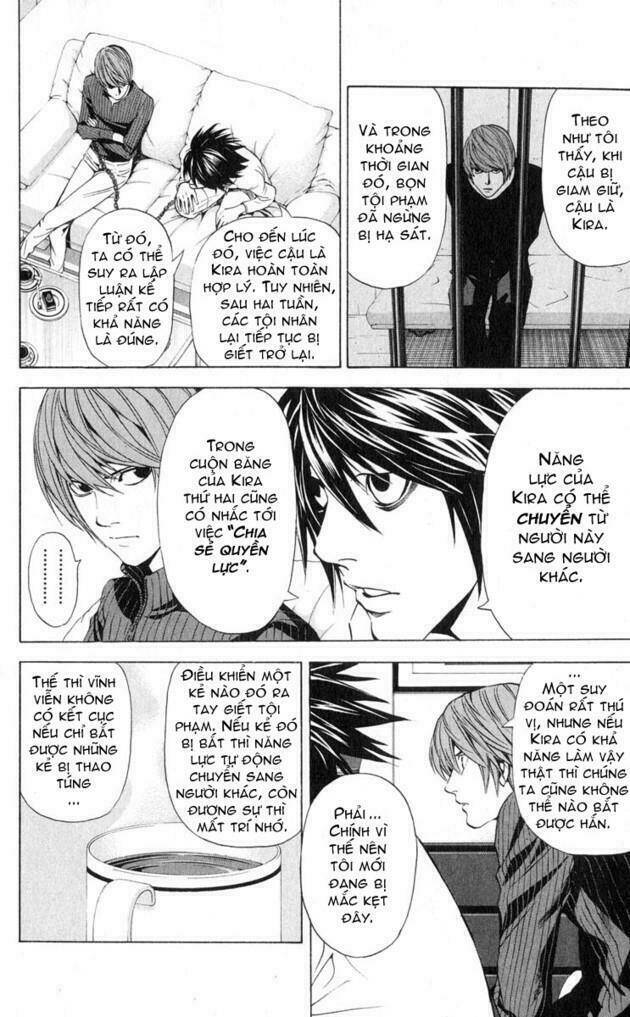 THEO
NHƯ TÔI
THẤY, KHI
CẬU BỊ
GIAM GIỮ,
CẬU LÀ
KIRA.
VÀ TRONG
KHOẢNG
THỜI GIAN
ĐÓ, BỌN
TỘI PHẠM
ĐÃ NGỪNG
BỊ HẠ SÁT.
CHO ĐẾN LÚC
ĐÓ, VIỆC CẬU LÀ
KIRA HOÀN TOÀN
HỢP LÝ. TUY NHIÊN,
SAU HAI TUẦN,
CÁC TỘI NHÂN
LẠI TIẾP TỤC BỊ
GIẾT TRỞ LẠI.
TỪ ĐÓ,
TA CÓ THỂ
SUY RA LẬP
LUẬN KẾ
TIẾP RẤT CÓ
KHẢ NĂNG
LÀ ĐÚNG.
NĂNG
LỰC CỦA
KIRA CÓ THỂ
CHUYỂN TỪ
NGƯỜI NÀY
SANG NGƯỜI
KHÁC.
TRONG
CUỘN BĂNG
CỦA KIRA
THỨ HAI CŨNG
CÓ NHẮC TỚI
VIỆC "CHIA
SẺ QUYỀN
LỰC".
.........
...
MỘT SUY
ĐOÁN RẤT THÚ
VỊ, NHƯNG NẾU
KIRA CÓ KHẢ
NĂNG LÀM VẬY
THẬT THÌ CHÚNG
TA CŨNG KHÔNG
THỂ NÀO BẮT
ĐƯỢC HẮN.
PHẢI...
CHÍNH VÌ
THẾ NÊN
TÔI MỚI
ĐANG BỊ
MẮC KẸT
ĐÂY.
ĐIỀU KHIỂN MỘT
KẺ NÀO ĐÓ RA
TAY GIẾT TỘI
PHẠM. NẾU KẺ ĐÓ
BỊ BẮT THÌ NĂNG
LỰC TỰ ĐỘNG
CHUYỂN SANG
NGƯỜI KHÁC, CÒN
ĐƯƠNG SỰ THÌ
MẤT TRÍ NHỚ.
THẾ THÌ VĨNH
VIỄN KHÔNG
CÓ KẾT CỤC
NẾU CHỈ BẮT
ĐƯỢC NHỮNG
KẺ BỊ THAO
TÚNG
...